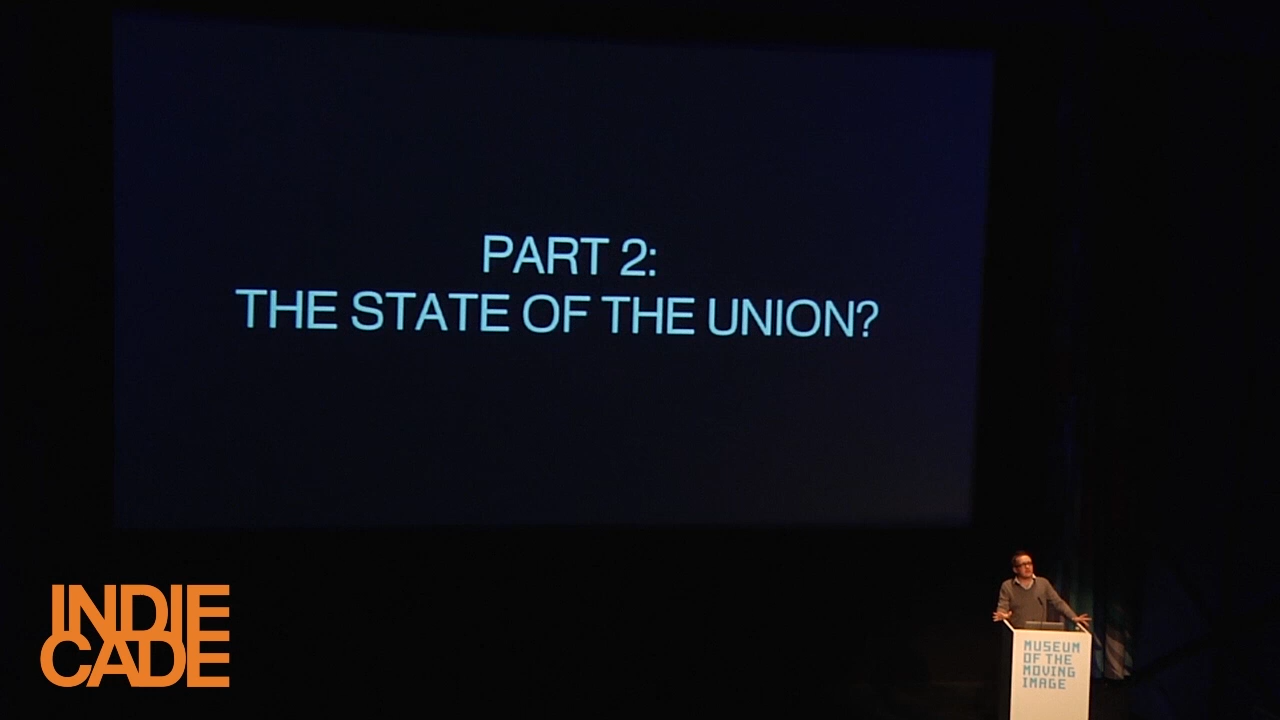 PART 2:
THE STATE OF THE UNION?
INDIE
CADE
MUSEUM
OF THE
MOVING
IMAGE